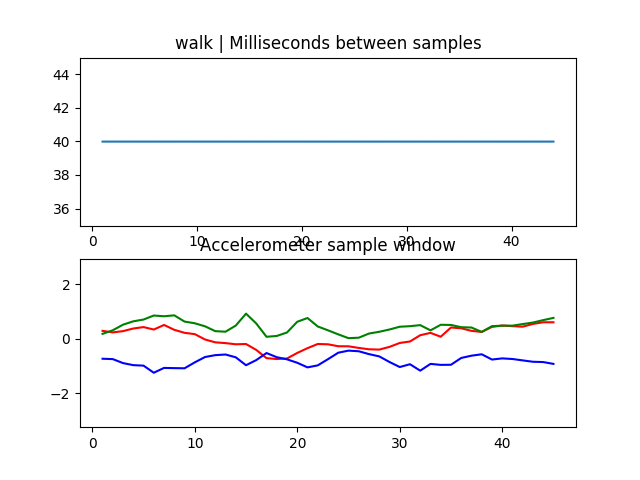 walk | Milliseconds between samples
44
42
40
38
36
0 10 20 30 40
Accelerometer sample window
2
0
−2
0 10 20 30 40